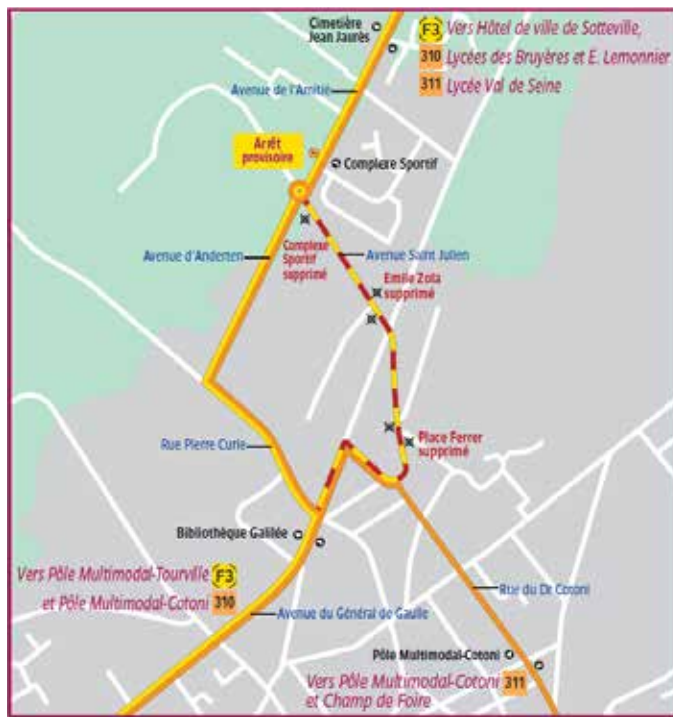 Cimetière
Jean Jaurès
F3 Vers Hôtel de ville de Sotteville,
310 Lycées des Bruyères et E. Lemonnier
311 Lycée Val de Seine
Avenue de l'Amitié
Arrêt
provisoire
Complexe Sportif
Avenue d'Andersten
Complexe
Sportif
supprimé
Avenue Saint Julien
Emile Zola
supprimé
Rue Pierre Curie
Place Ferrer
supprimé
Bibliothèque Galilée
Vers Pôle Multimodal-Tourville F3
et Pôle Multimodal-Cotoni 310
Avenue du Général de Gaulle
Rue du Dr Cotoni
Pôle Multimodal-Cotoni
Vers Pôle Multimodal-Cotoni 311
et Champ de Foire